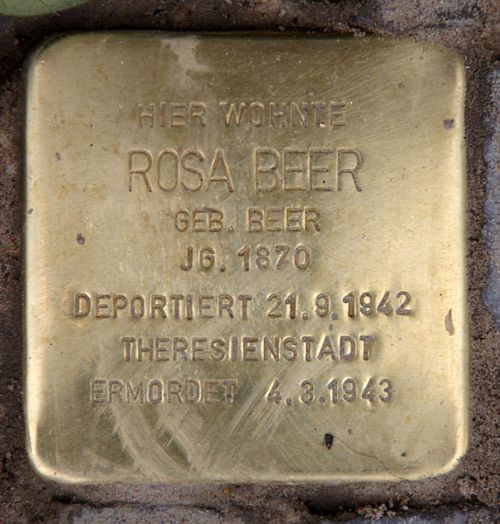 HIER WOHNTE
ROSA BEER
GEB. BEER
JG. 1870
DEPORTIERT 21.9.1942
THERESIENSTADT
ERMORDET 4.3.1943